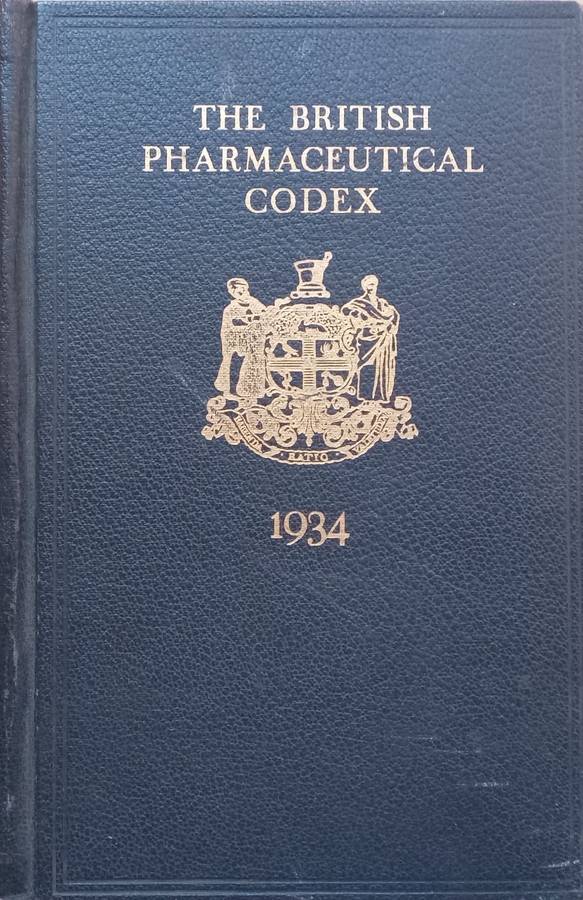 THE BRITISH
PHARMACEUTICAL
CODEX
RATIO
1934